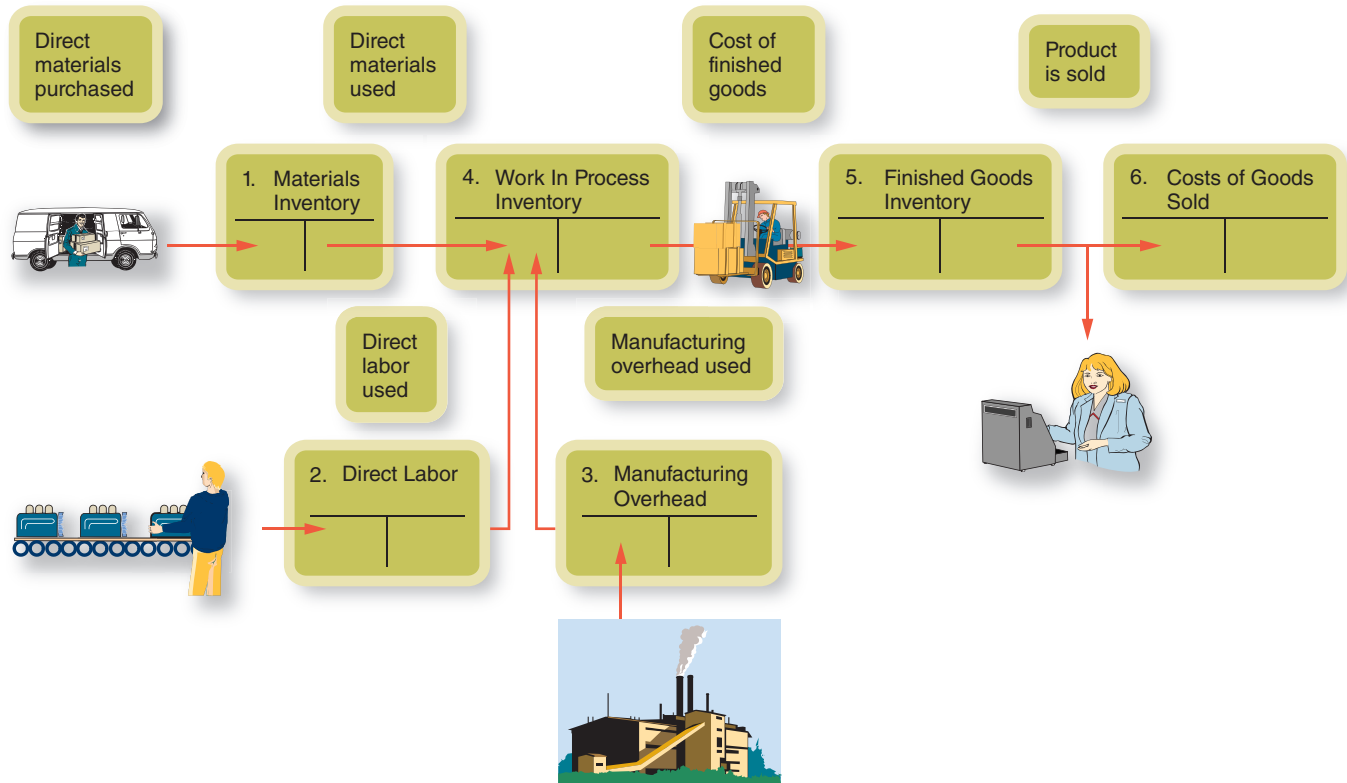 Direct
materials
purchased
Direct
materials
used
Cost of
finished
goods
Product
is sold
1. Materials
Inventory
4. Work In Process
Inventory
5. Finished Goods
Inventory
6. Costs of Goods
Sold
Direct
labor
used
Manufacturing
overhead used
2. Direct Labor
3. Manufacturing
Overhead